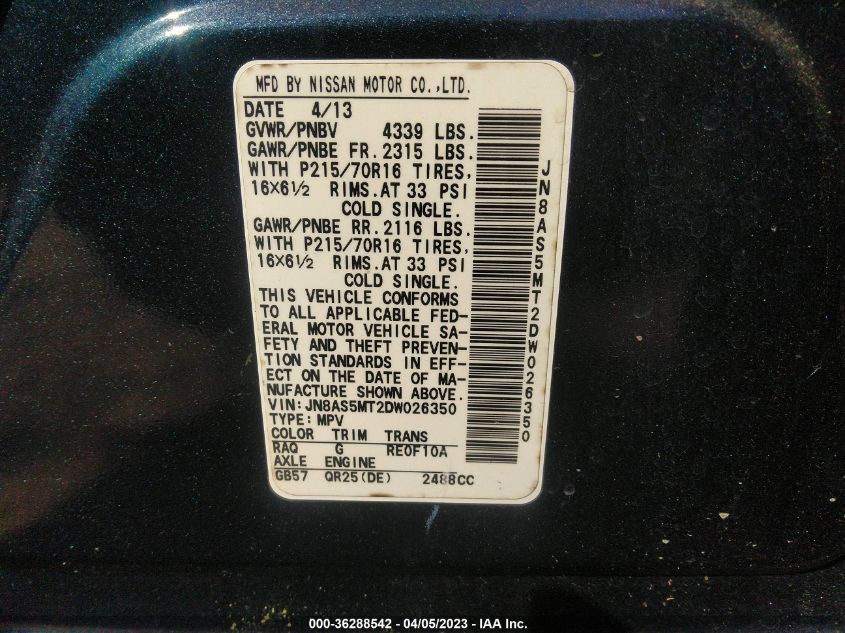 MFD BY NISSAN MOTOR CO.,LTD.
DATE 4/13
GVWR/PNBV 4339 LBS.
GAWR/PNBE FR. 2315 LBS.
WITH P215/70R16 TIRES,
16X6½ RIMS.AT 33 PSI
COLD SINGLE.
GAWR/PNBE RR. 2116 LBS.
WITH P215/70R16 TIRES,
16X6½ RIMS.AT 33 PSI
COLD SINGLE.
THIS VEHICLE CONFORMS
TO ALL APPLICABLE FED-
ERAL MOTOR VEHICLE SA-
FETY AND THEFT PREVEN-
TION STANDARDS IN EFF-
ECT ON THE DATE OF MA-
NUFACTURE SHOWN ABOVE.
VIN: JN8AS5MT2DW026350
TYPE: MPV
COLOR TRIM TRANS
RAQ G RE0F10A
AXLE ENGINE
GB57 QR25(DE) 2488CC
JN8AS5MT2DW026350
000-36288542 - 04/05/2023 - IAA Inc.